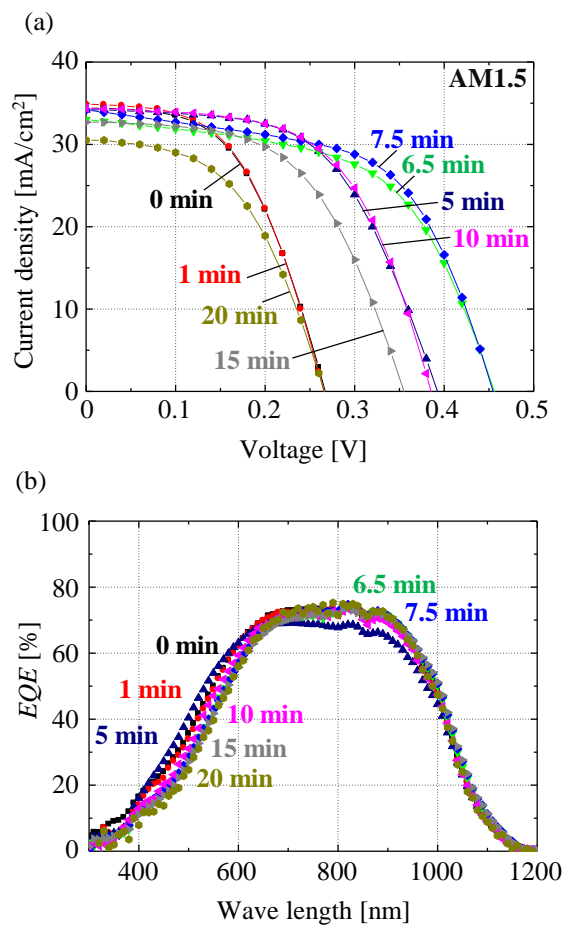 (a)
40
30
20
10
0
Current density [mA/cm²]
AM1.5
7.5 min
6.5 min
0 min
5 min
10 min
1 min
20 min
15 min
0 0.1 0.2 0.3 0.4 0.5
Voltage [V]
(b)
100
80
60
40
20
0
EQE [%]
6.5 min
7.5 min
0 min
1 min
10 min
5 min
15 min
20 min
400 600 800 1000 1200
Wave length [nm]